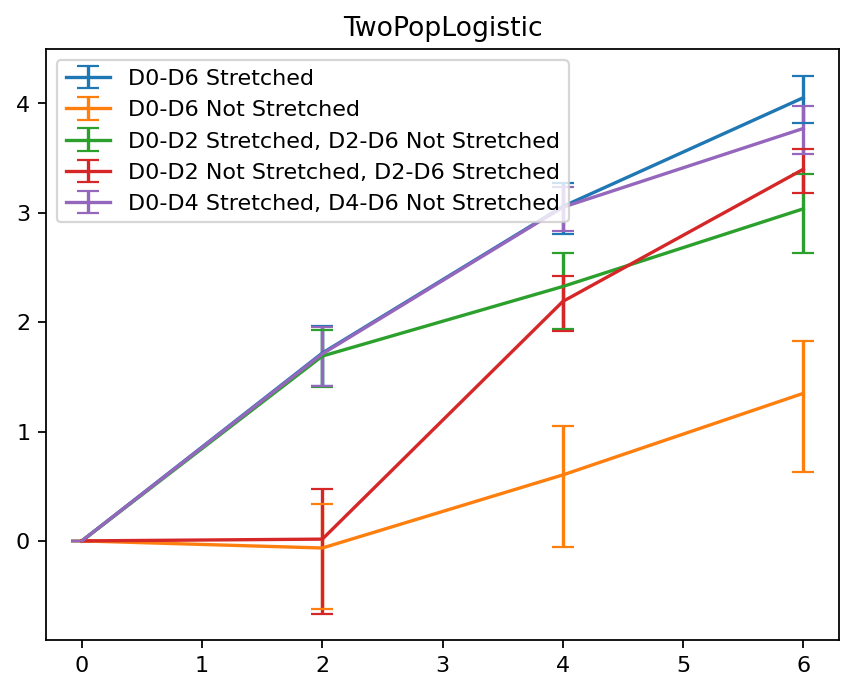 TwoPopLogistic
D0-D6 Stretched
D0-D6 Not Stretched
D0-D2 Stretched, D2-D6 Not Stretched
D0-D2 Not Stretched, D2-D6 Stretched
D0-D4 Stretched, D4-D6 Not Stretched
4
3
2
1
0
0 1 2 3 4 5 6